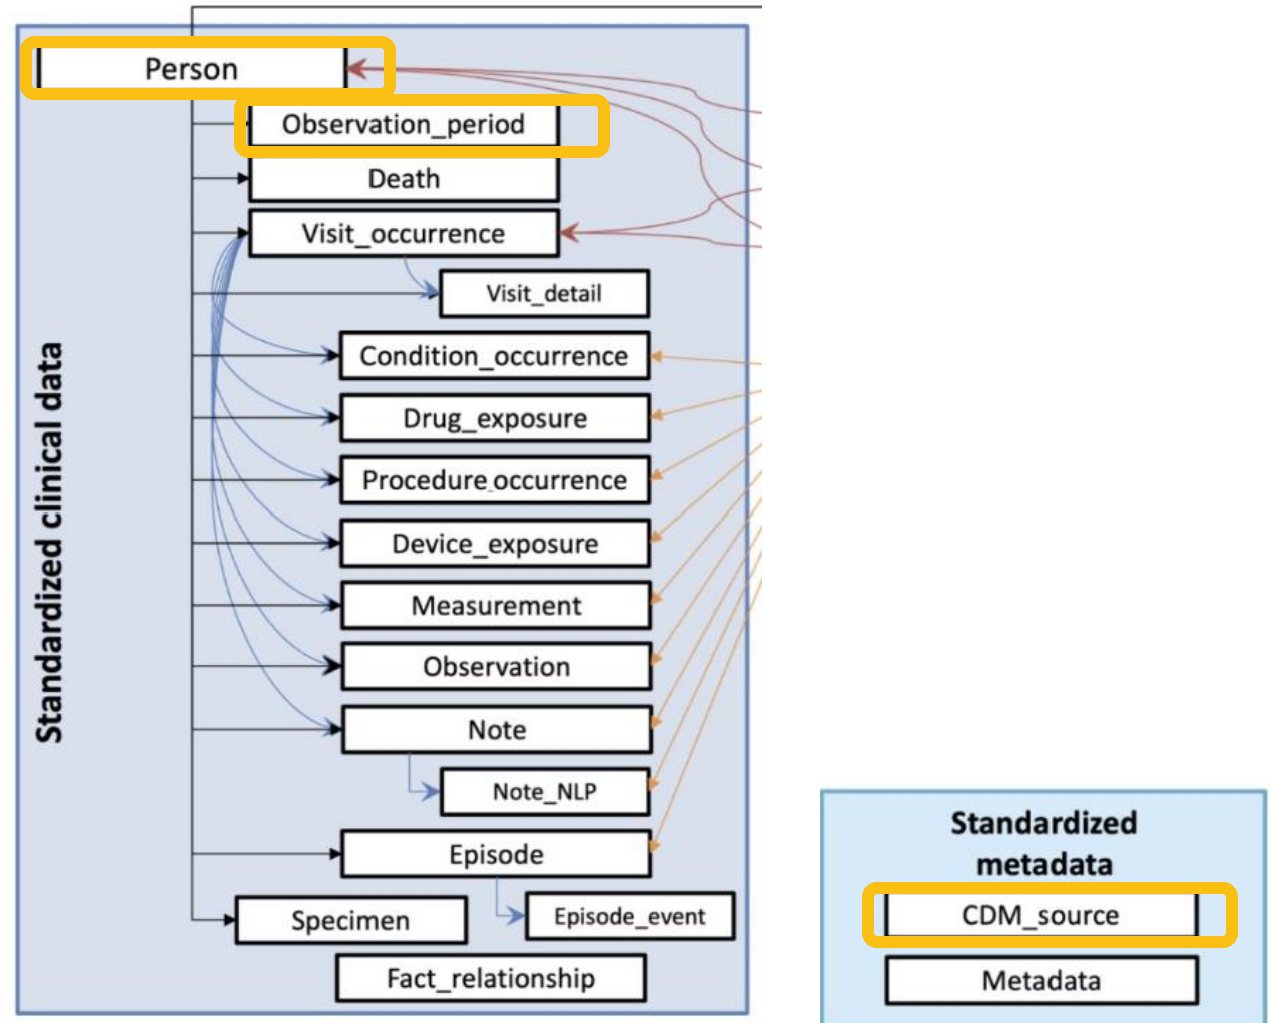 Person
Observation_period
Death
Visit_occurrence
Visit_detail
Condition_occurrence
Drug_exposure
Procedure_occurrence
Device_exposure
Measurement
Observation
Note
Note_NLP
Episode
Episode_event
Specimen
Fact_relationship
Standardized clinical data
Standardized
metadata
CDM_source
Metadata